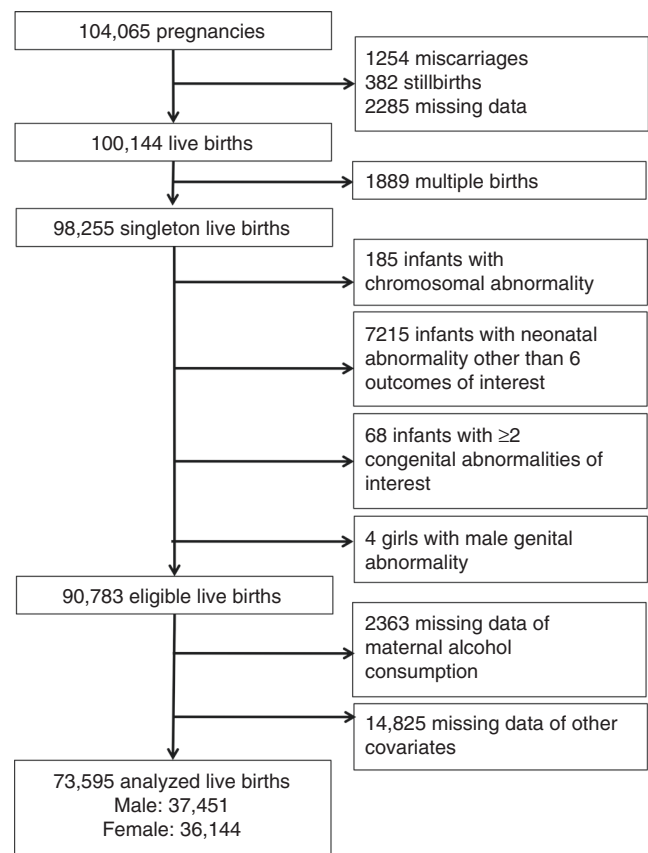 104,065 pregnancies
1254 miscarriages
382 stillbirths
2285 missing data
100,144 live births
1889 multiple births
98,255 singleton live births
185 infants with
chromosomal abnormality
7215 infants with neonatal
abnormality other than 6
outcomes of interest
68 infants with ≥2
congenital abnormalities of
interest
4 girls with male genital
abnormality
90,783 eligible live births
2363 missing data of
maternal alcohol
consumption
14,825 missing data of other
covariates
73,595 analyzed live births
Male: 37,451
Female: 36,144